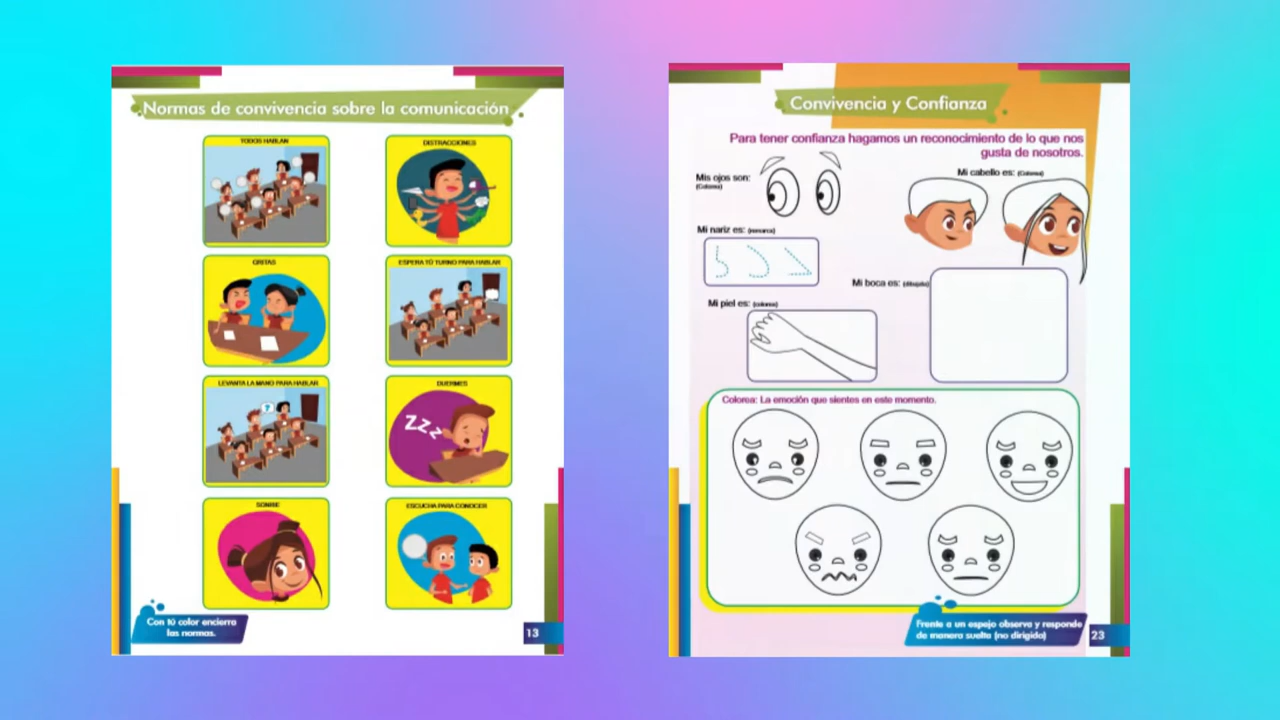 Normas de convivencia sobre la comunicación
TODOS HABLAN
DISTRACCIONES
GRITAS
ESPERA TÚ TURNO PARA HABLAR
LEVANTA LA MANO PARA HABLAR
?
DUERMES
ZZZ
SONRIE
ESCUCHA PARA CONOCER
Con tú color encierra
las normas.
13
Convivencia y Confianza
Para tener confianza hagamos un reconocimiento de lo que nos
gusta de nosotros.
Mis ojos son:
(Colorea)
Mi cabello es: (Colorea)
Mi nariz es: (remarca)
Mi boca es: (dibújala)
Mi piel es: (colorea)
Colorea: La emoción que sientes en este momento.
Frente a un espejo observa y responde
de manera suelta (no dirigido)
23